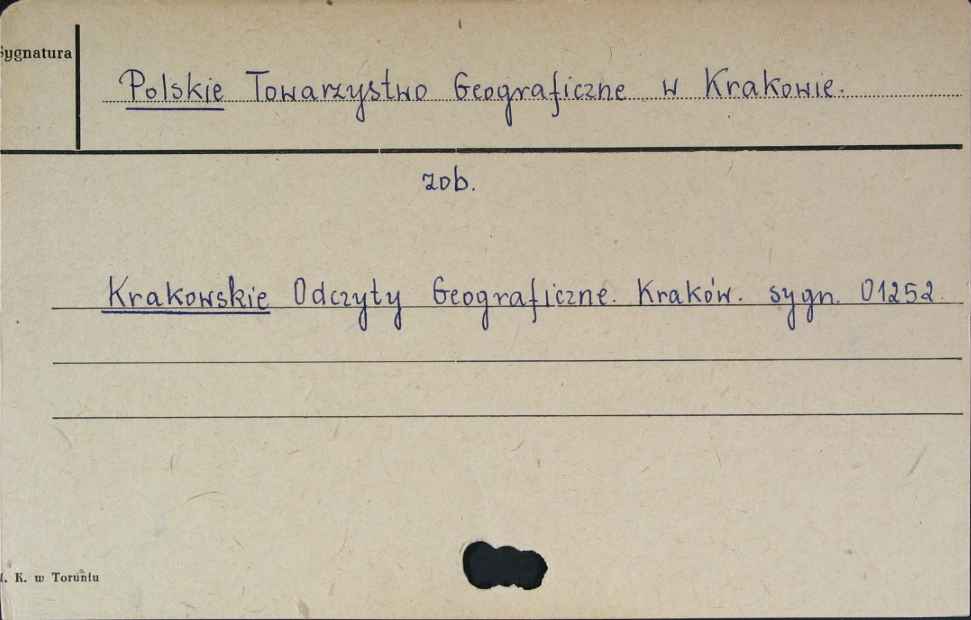 Sygnatura
Polskie Towarzystwo Geograficzne w Krakowie.
zob.
Krakowskie Odczyty Geograficzne. Kraków. sygn. 01252.
K. w Toruniu